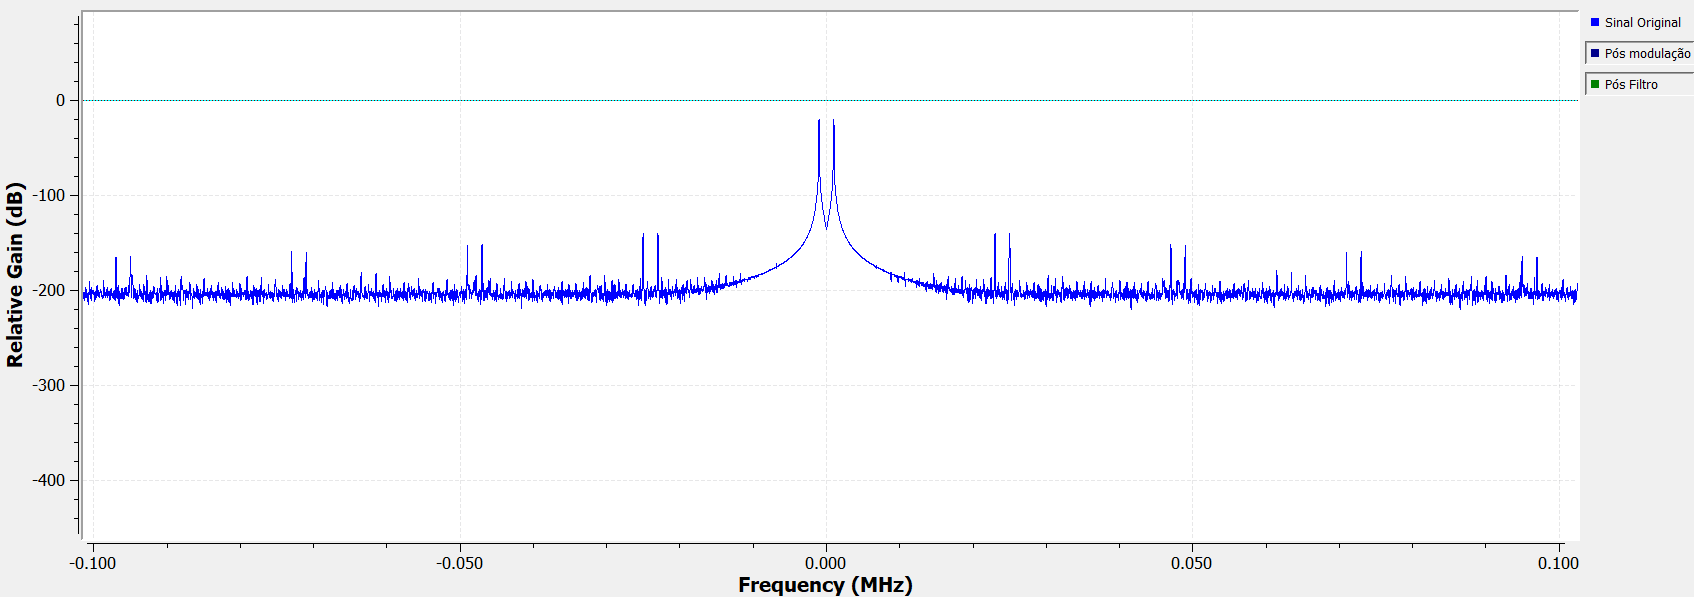 Sinal Original
Pós modulação
Pós Filtro
Relative Gain (dB)
0
-100
-200
-300
-400
-0.100
-0.050
0.000
0.050
0.100
Frequency (MHz)